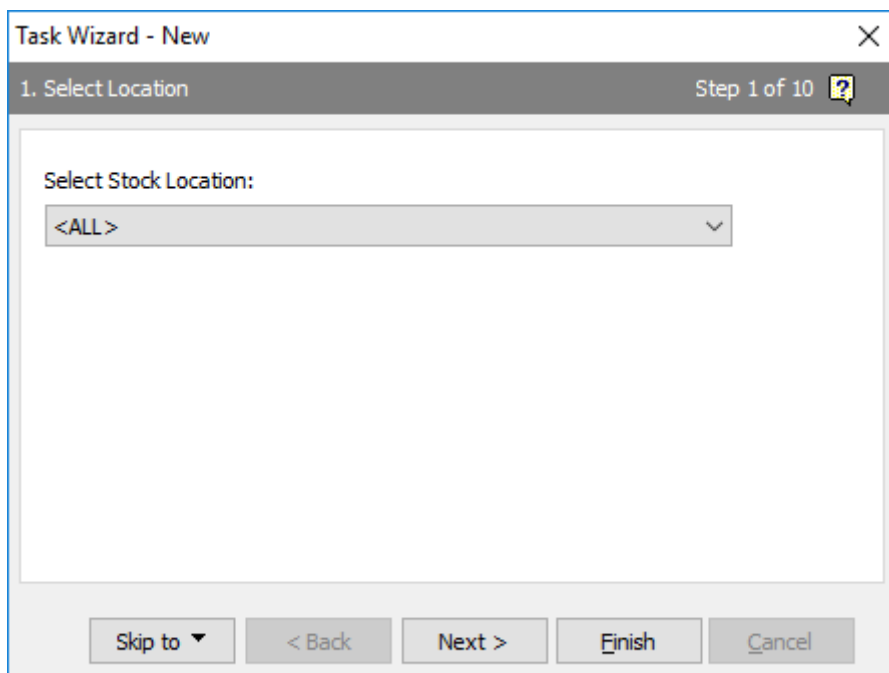 Task Wizard - New
1. Select Location Step 1 of 10 ?
Select Stock Location:
<ALL>
Skip to < Back Next > Finish Cancel